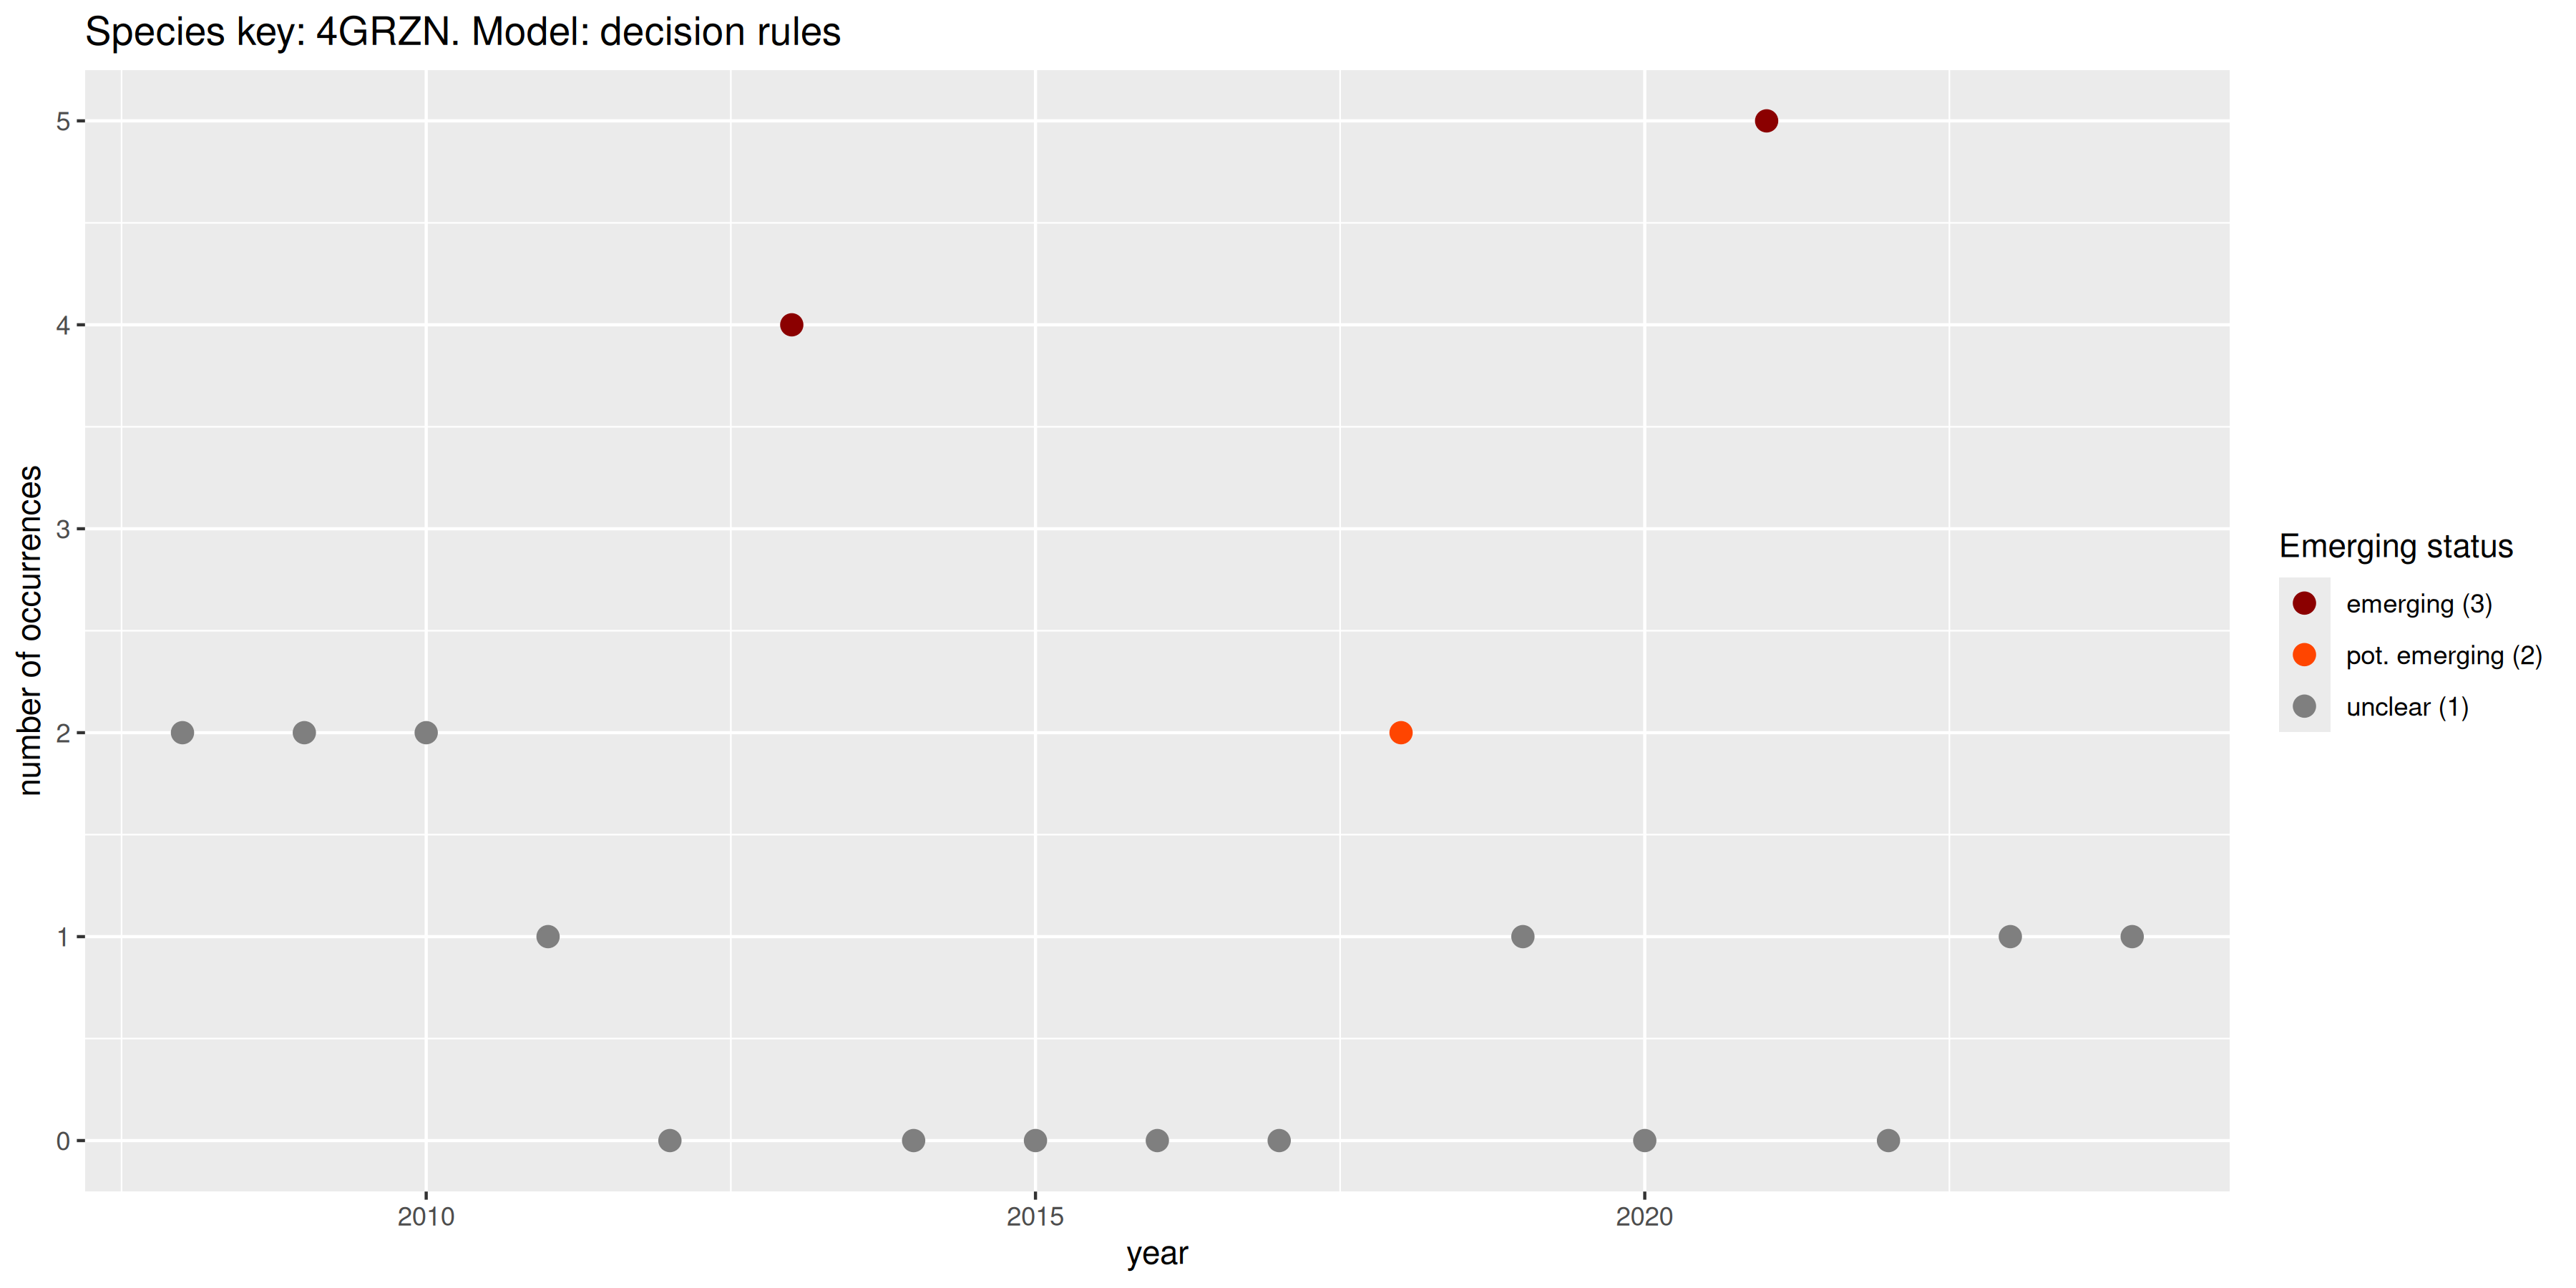 Species key: 4GRZN. Model: decision rules
5
4
3
2
1
0
number of occurrences
2010
2015
2020
year
Emerging status
emerging (3)
pot. emerging (2)
unclear (1)